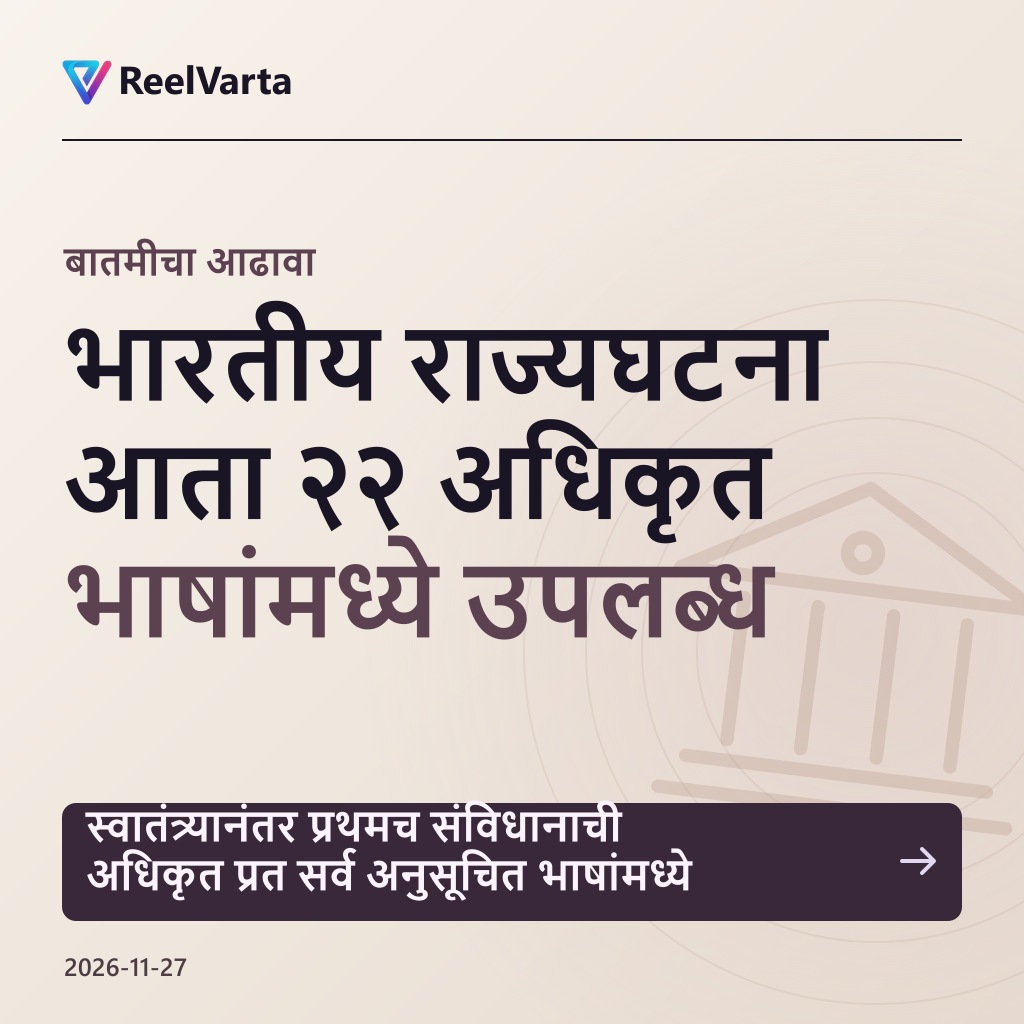 ReelVarta
बातमीचा आढावा
भारतीय राज्यघटना
आता २२ अधिकृत
भाषांमध्ये उपलब्ध
स्वातंत्र्यानंतर प्रथमच संविधानाची
अधिकृत प्रत सर्व अनुसूचित भाषांमध्ये
2026-11-27